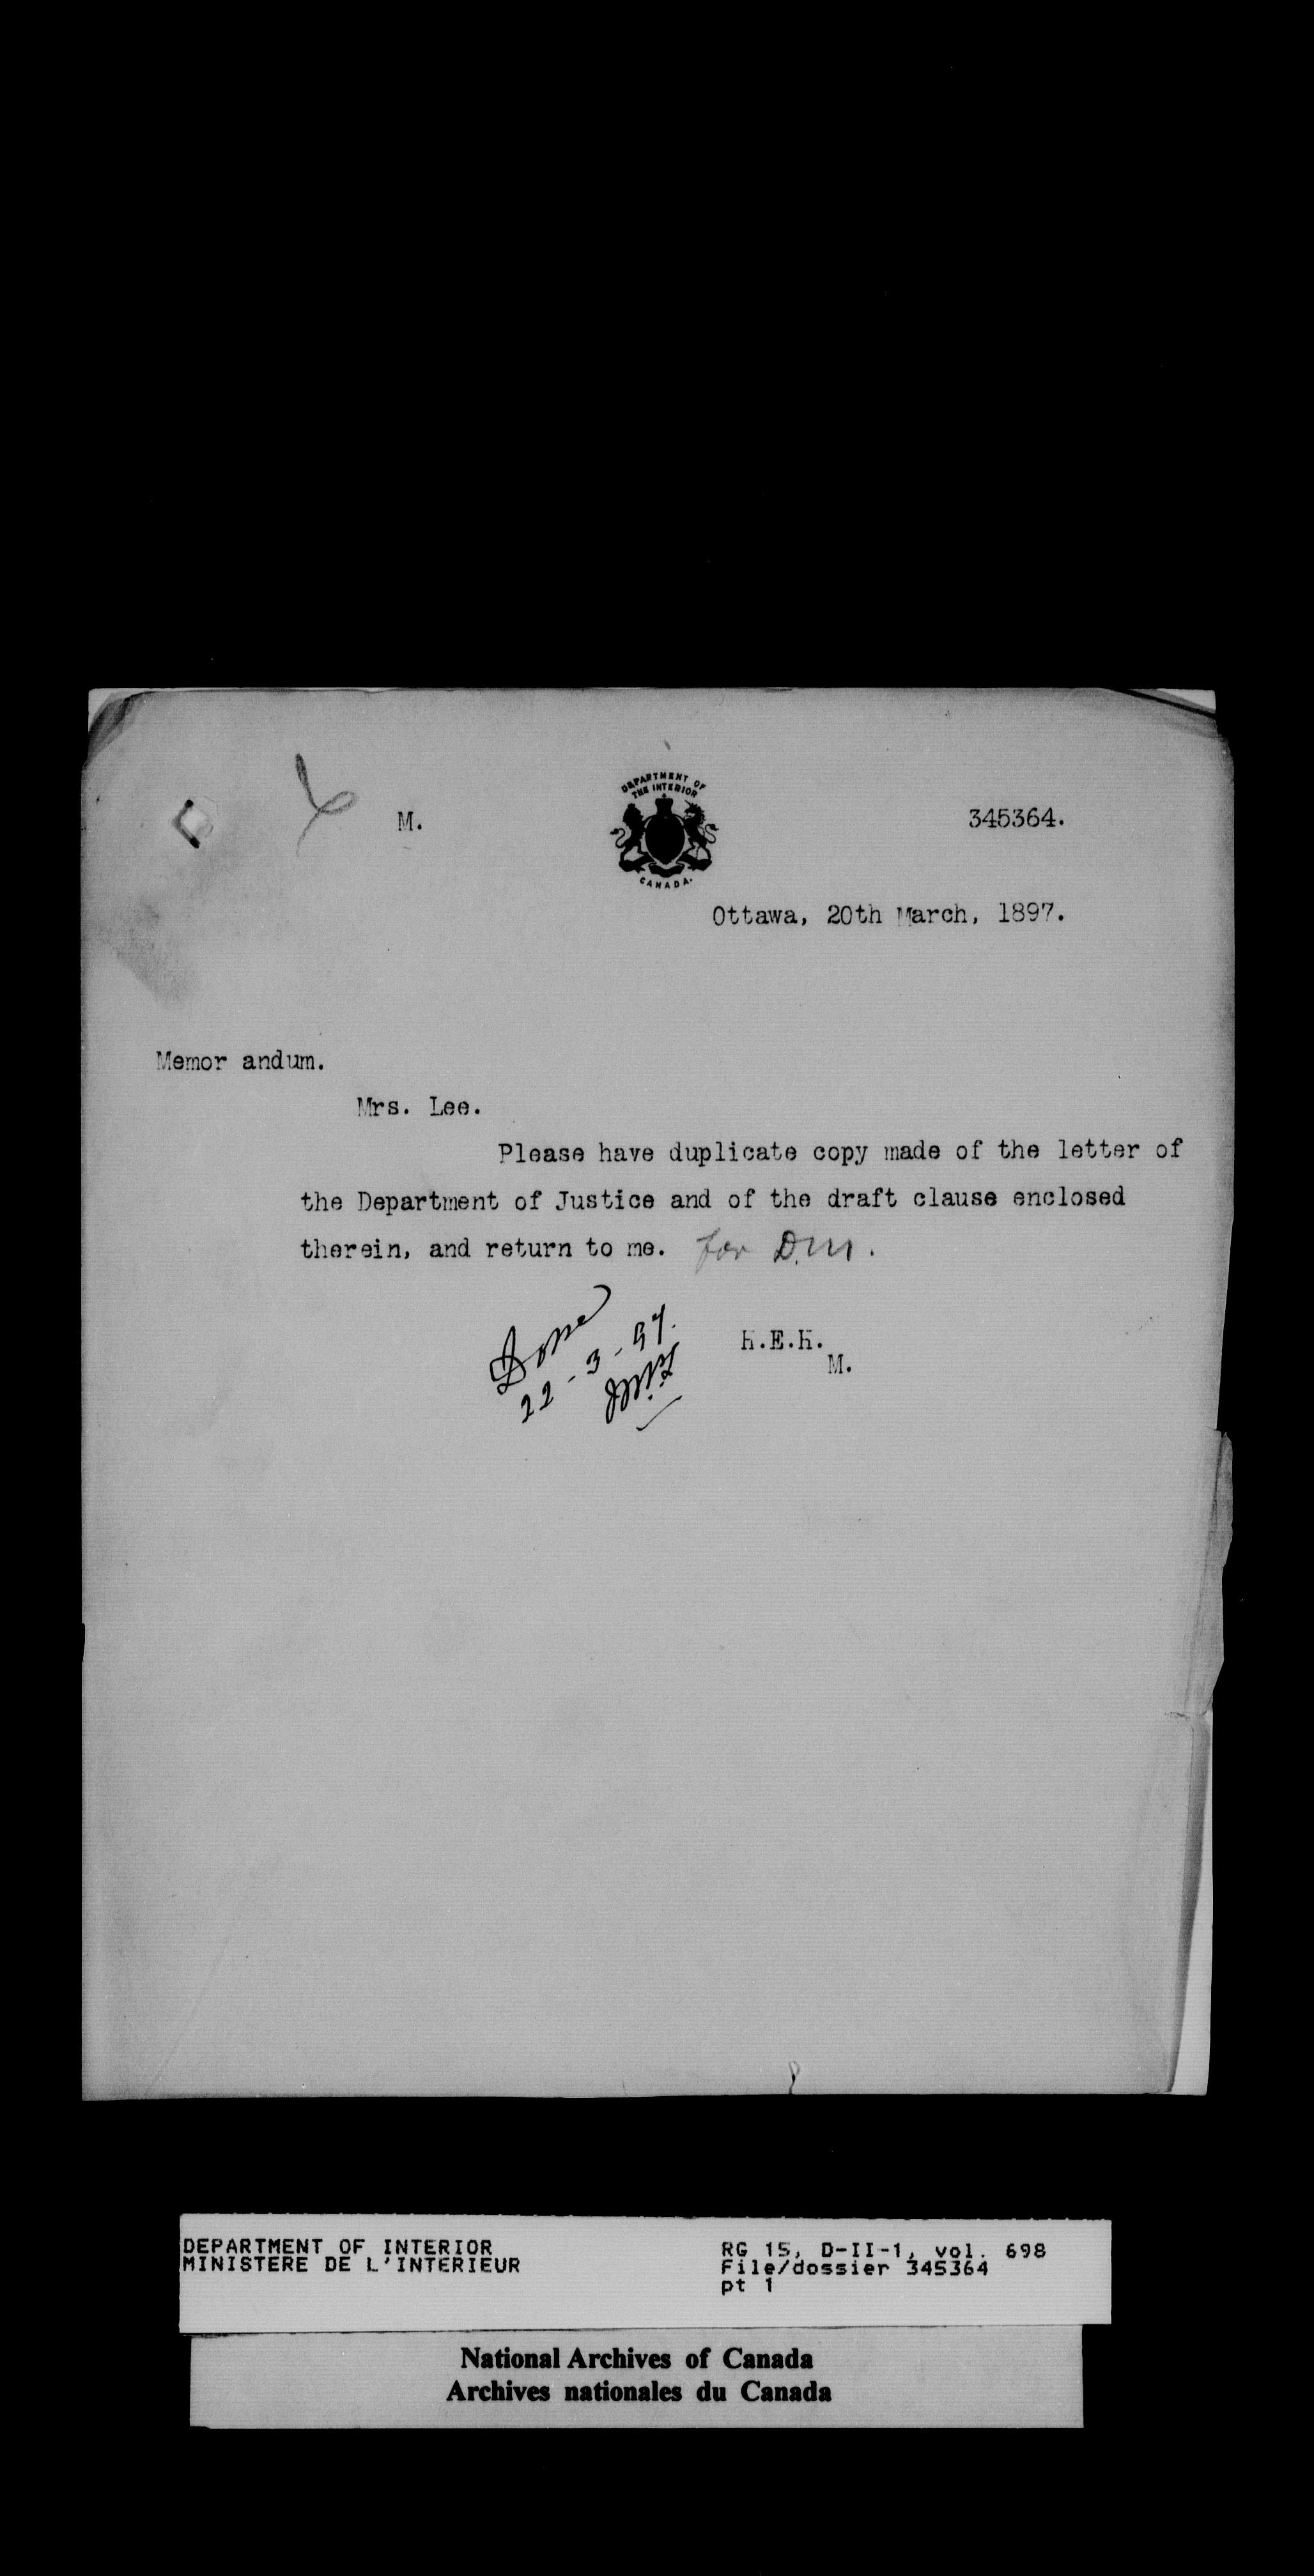 DEPARTMENT OF
THE INTERIOR
CANADA.
M.
345364.
Ottawa, 20th March, 1897.
Memor andum.
Mrs. Lee.
Please have duplicate copy made of the letter of
the Department of Justice and of the draft clause enclosed
therein, and return to me. for D.M.
Done
22-3-97.
K.E.K.
M.
DEPARTMENT OF INTERIOR
MINISTERE DE L'INTERIEUR
RG 15, D-II-1, vol. 698
File/dossier 345364
pt 1
National Archives of Canada
Archives nationales du Canada